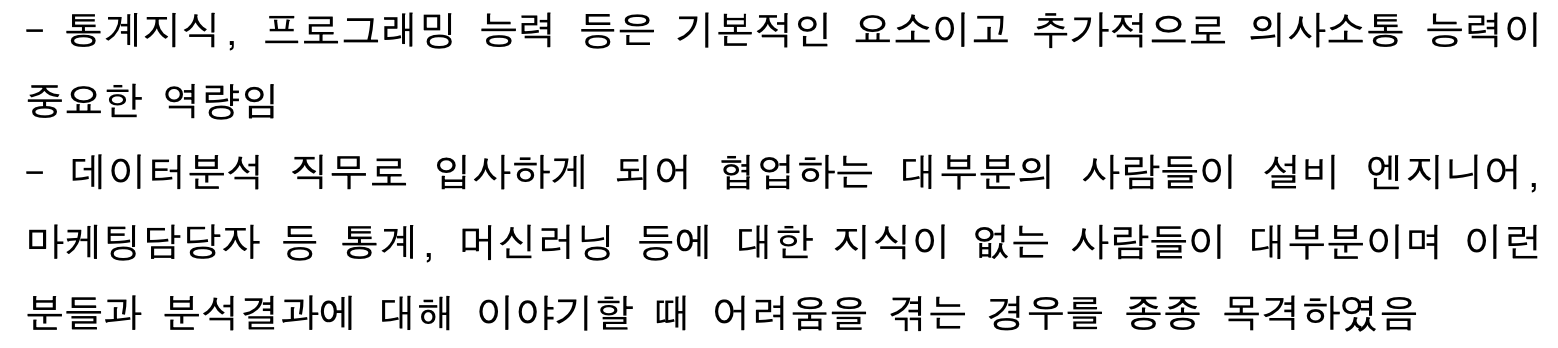 - 통계지식, 프로그래밍 능력 등은 기본적인 요소이고 추가적으로 의사소통 능력이
중요한 역량임
- 데이터분석 직무로 입사하게 되어 협업하는 대부분의 사람들이 설비 엔지니어,
마케팅담당자 등 통계, 머신러닝 등에 대한 지식이 없는 사람들이 대부분이며 이런
분들과 분석결과에 대해 이야기할 때 어려움을 겪는 경우를 종종 목격하였음